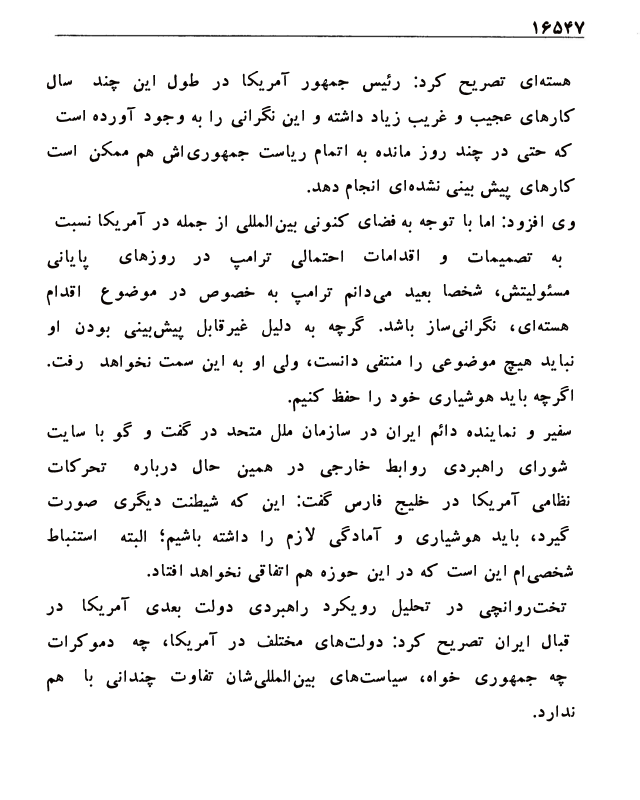 ۱۶۵۴۷
هسته‌ای تصریح کرد: رئیس جمهور آمریکا در طول این چند سال
کارهای عجیب و غریب زیاد داشته و این نگرانی را به وجود آورده است
که حتی در چند روز مانده به اتمام ریاست جمهوری‌اش هم ممکن است
کارهای پیش بینی نشده‌ای انجام دهد.
وی افزود: اما با توجه به فضای کنونی بین‌المللی از جمله در آمریکا نسبت
به تصمیمات و اقدامات احتمالی ترامپ در روزهای پایانی
مسئولیتش، شخصا بعید می‌دانم ترامپ به خصوص در موضوع اقدام
هسته‌ای، نگرانی‌ساز باشد. گرچه به دلیل غیرقابل پیش‌بینی بودن او
نباید هیچ موضوعی را منتفی دانست، ولی او به این سمت نخواهد رفت.
اگرچه باید هوشیاری خود را حفظ کنیم.
سفیر و نماینده دائم ایران در سازمان ملل متحد در گفت و گو با سایت
شورای راهبردی روابط خارجی در همین حال درباره تحرکات
نظامی آمریکا در خلیج فارس گفت: این که شیطنت دیگری صورت
گیرد، باید هوشیاری و آمادگی لازم را داشته باشیم؛ البته استنباط
شخصی‌ام این است که در این حوزه هم اتفاقی نخواهد افتاد.
تخت‌روانچی در تحلیل رویکرد راهبردی دولت بعدی آمریکا در
قبال ایران تصریح کرد: دولت‌های مختلف در آمریکا، چه دموکرات
چه جمهوری خواه، سیاست‌های بین‌المللی‌شان تفاوت چندانی با هم
ندارد.